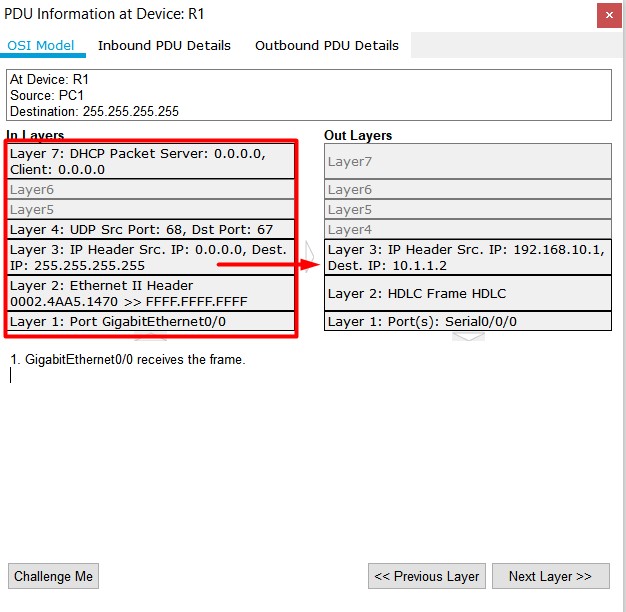 PDU Information at Device: R1
OSI Model Inbound PDU Details Outbound PDU Details
At Device: R1
Source: PC1
Destination: 255.255.255.255
In Layers
Layer 7: DHCP Packet Server: 0.0.0.0,
Client: 0.0.0.0
Layer6
Layer5
Layer 4: UDP Src Port: 68, Dst Port: 67
Layer 3: IP Header Src. IP: 0.0.0.0, Dest.
IP: 255.255.255.255
Layer 2: Ethernet II Header
0002.4AA5.1470 >> FFFF.FFFF.FFFF
Layer 1: Port GigabitEthernet0/0
Out Layers
Layer7
Layer6
Layer5
Layer4
Layer 3: IP Header Src. IP: 192.168.10.1,
Dest. IP: 10.1.1.2
Layer 2: HDLC Frame HDLC
Layer 1: Port(s): Serial0/0/0
1. GigabitEthernet0/0 receives the frame.
Challenge Me << Previous Layer Next Layer >>